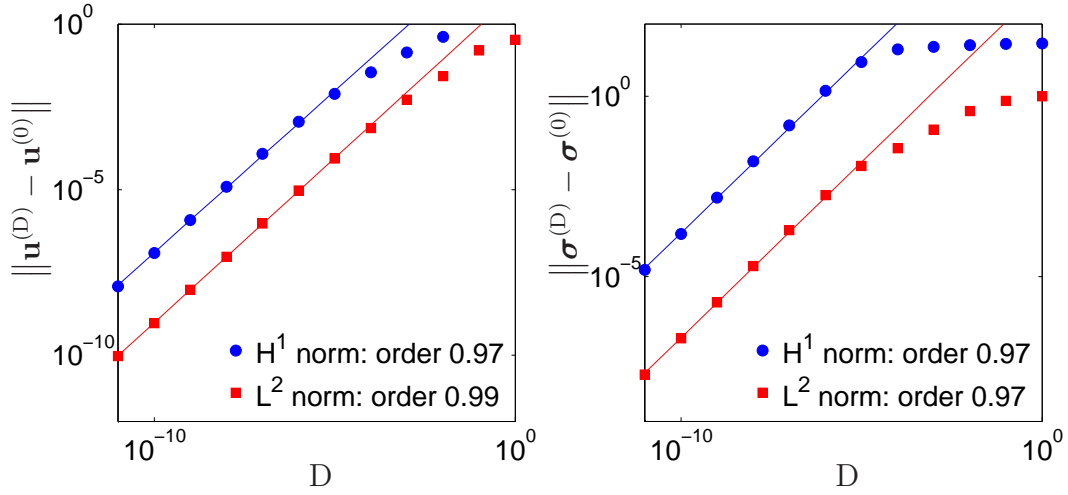 ‖u^(D) − u^(0)‖
10^0
10^−5
10^−10
H^1 norm: order 0.97
L^2 norm: order 0.99
10^−10
10^0
D
‖σ^(D) − σ^(0)‖
10^0
10^−5
H^1 norm: order 0.97
L^2 norm: order 0.97
10^−10
10^0
D